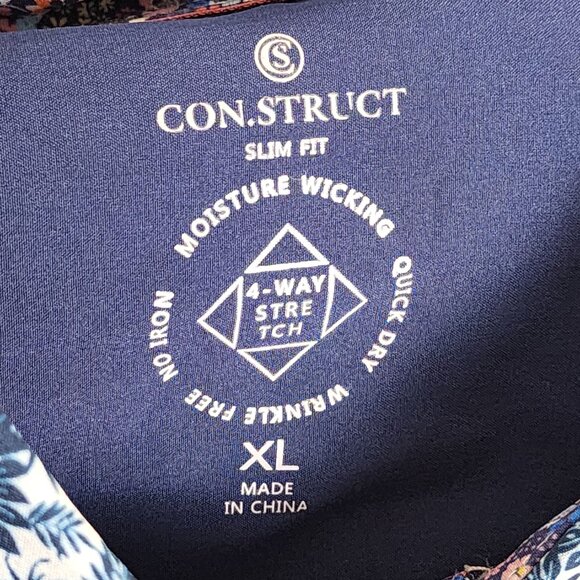 CS
CON.STRUCT
SLIM FIT
MOISTURE WICKING
QUICK DRY
WRINKLE FREE
NO IRON
4-WAY
STRE
TCH
XL
MADE
IN CHINA